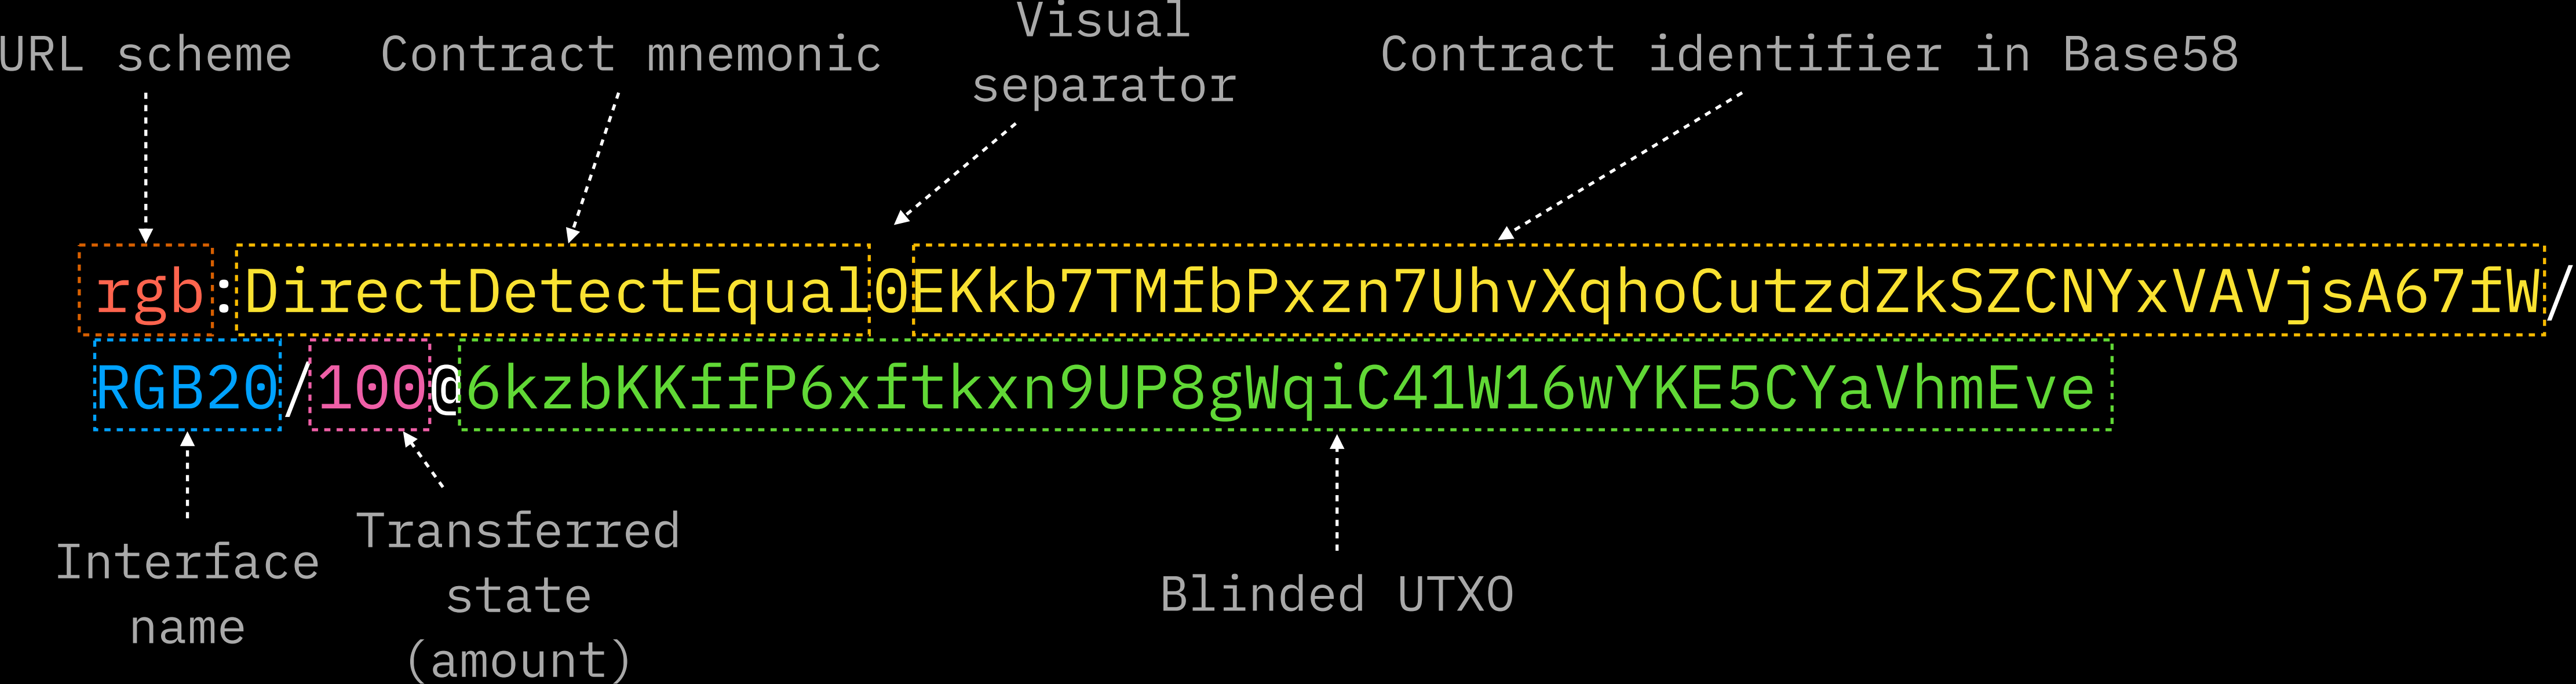 URL scheme
Contract mnemonic
Visual
separator
Contract identifier in Base58
rgb:DirectDetectEqual0EKkb7TMfbPxzn7UhvXqhoCutzdZkSZCNYxVAVjsA67fW/
RGB20/100@6kzbKKffP6xftkxn9UP8gWqiC41W16wYKE5CYaVhmEve
Interface
name
Transferred
state
(amount)
Blinded UTXO